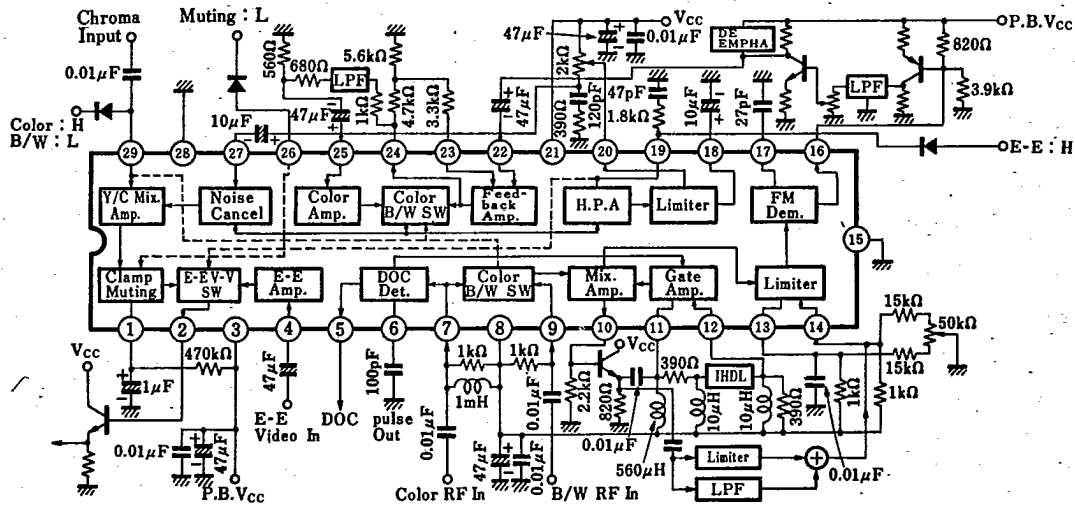 Chroma
Input
Muting : L
0.01μF
Color : H
B/W : L
10μF
560Ω
680Ω
LPF
47μF
5.6kΩ
1kΩ
4.7kΩ
3.3kΩ
47μF
47μF
Vcc
0.01μF
2kΩ
390Ω
120pF
47pF
1.8kΩ
10μF
27pF
DE
EMPHA
LPF
P.B.Vcc
820Ω
3.9kΩ
E-E : H
29 28 27 26 25 24 23 22 21 20 19 18 17 16
Y/C Mix.
Amp.
Noise
Cancel
Color
Amp.
Color
B/W SW
Feed-
back
Amp.
H.P.A
Limiter
FM
Dem.
15
Clamp
Muting
E-E V-V
SW
E-E
Amp.
DOC
Det.
Color
B/W SW
Mix.
Amp.
Gate
Amp.
Limiter
1 2 3 4 5 6 7 8 9 10 11 12 13 14
Vcc
470kΩ
1μF
0.01μF
47μF
P.B.Vcc
47μF
E-E
Video In
DOC
100pF
pulse
Out
1kΩ
1mH
1kΩ
0.01μF
Color RF In
47μF
0.01μF
0.01μF
B/W RF In
2.2kΩ
Vcc
820Ω
0.01μF
390Ω
560μH
10μH
1HDL
10μH
390Ω
Limiter
LPF
+
0.01μF
1kΩ
1kΩ
15kΩ
15kΩ
50kΩ